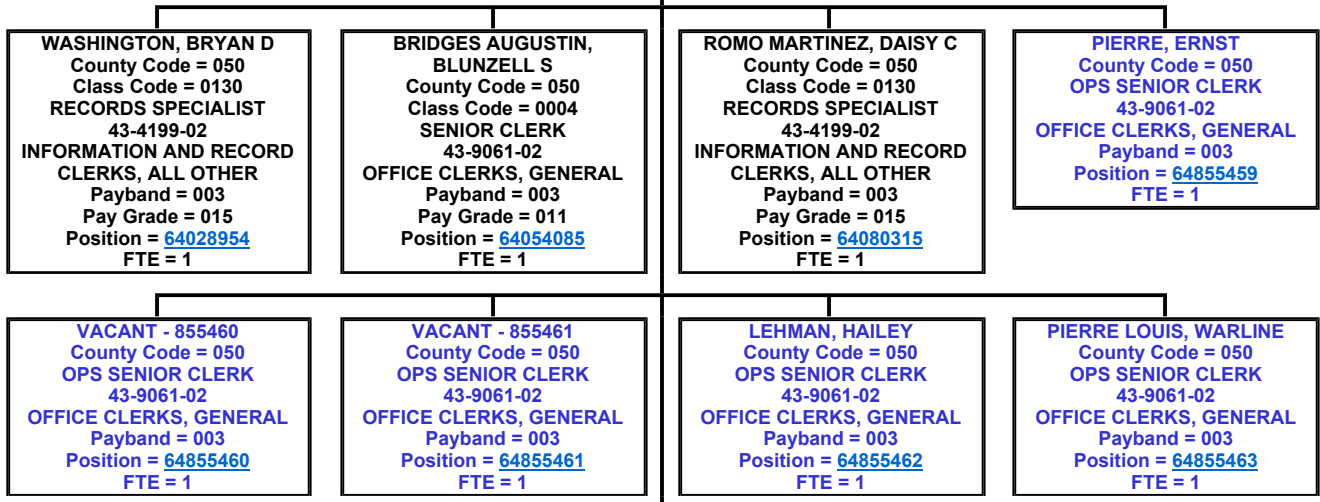 WASHINGTON, BRYAN D
County Code = 050
Class Code = 0130
RECORDS SPECIALIST
43-4199-02
INFORMATION AND RECORD
CLERKS, ALL OTHER
Payband = 003
Pay Grade = 015
Position = 64028954
FTE = 1
BRIDGES AUGUSTIN,
BLUNZELL S
County Code = 050
Class Code = 0004
SENIOR CLERK
43-9061-02
OFFICE CLERKS, GENERAL
Payband = 003
Pay Grade = 011
Position = 64054085
FTE = 1
ROMO MARTINEZ, DAISY C
County Code = 050
Class Code = 0130
RECORDS SPECIALIST
43-4199-02
INFORMATION AND RECORD
CLERKS, ALL OTHER
Payband = 003
Pay Grade = 015
Position = 64080315
FTE = 1
PIERRE, ERNST
County Code = 050
OPS SENIOR CLERK
43-9061-02
OFFICE CLERKS, GENERAL
Payband = 003
Position = 64855459
FTE = 1
VACANT - 855460
County Code = 050
OPS SENIOR CLERK
43-9061-02
OFFICE CLERKS, GENERAL
Payband = 003
Position = 64855460
FTE = 1
VACANT - 855461
County Code = 050
OPS SENIOR CLERK
43-9061-02
OFFICE CLERKS, GENERAL
Payband = 003
Position = 64855461
FTE = 1
LEHMAN, HAILEY
County Code = 050
OPS SENIOR CLERK
43-9061-02
OFFICE CLERKS, GENERAL
Payband = 003
Position = 64855462
FTE = 1
PIERRE LOUIS, WARLINE
County Code = 050
OPS SENIOR CLERK
43-9061-02
OFFICE CLERKS, GENERAL
Payband = 003
Position = 64855463
FTE = 1